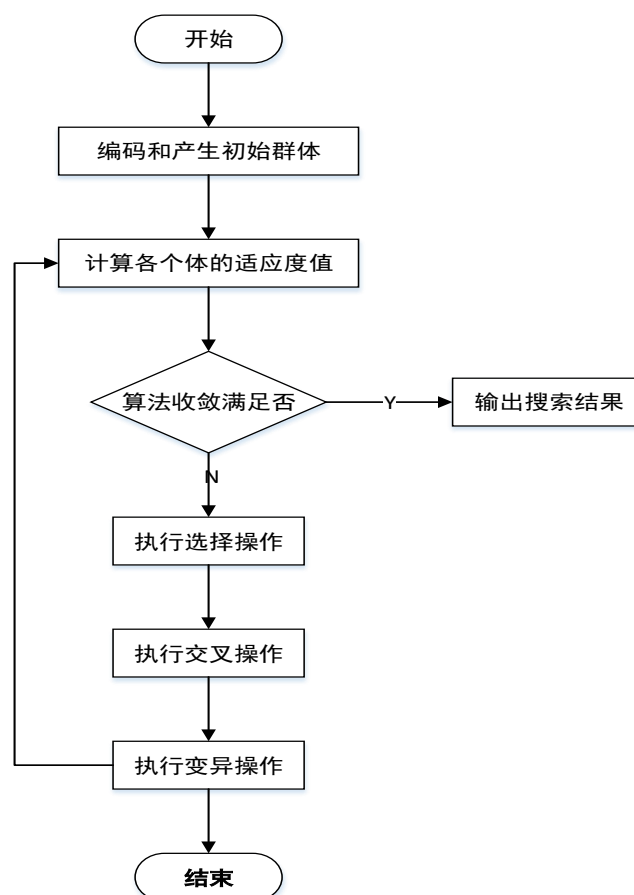 开始
编码和产生初始群体
计算各个体的适应度值
算法收敛满足否
Y
输出搜索结果
N
执行选择操作
执行交叉操作
执行变异操作
结束